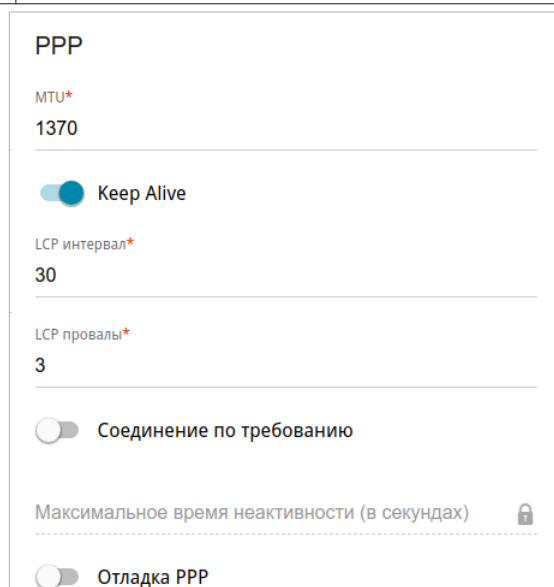 PPP
MTU*
1370
Keep Alive
LCP интервал*
30
LCP провалы*
3
Соединение по требованию
Максимальное время неактивности (в секундах)
Отладка PPP